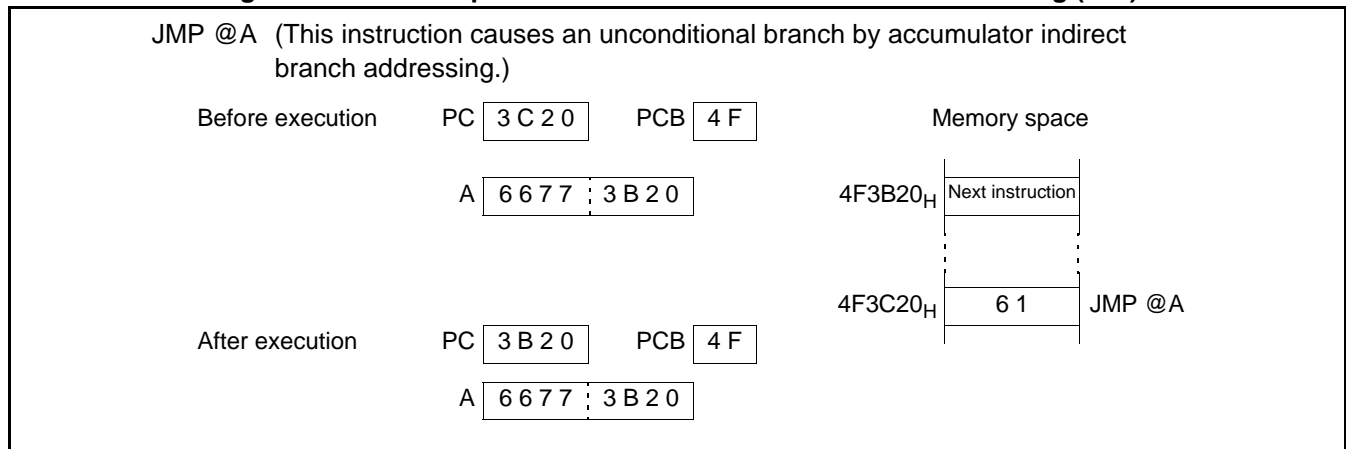 JMP @A (This instruction causes an unconditional branch by accumulator indirect
branch addressing.)
Before execution PC 3C20 PCB 4F Memory space
A 6677 3B20 4F3B20H Next instruction
4F3C20H 61 JMP @A
After execution PC 3B20 PCB 4F
A 6677 3B20